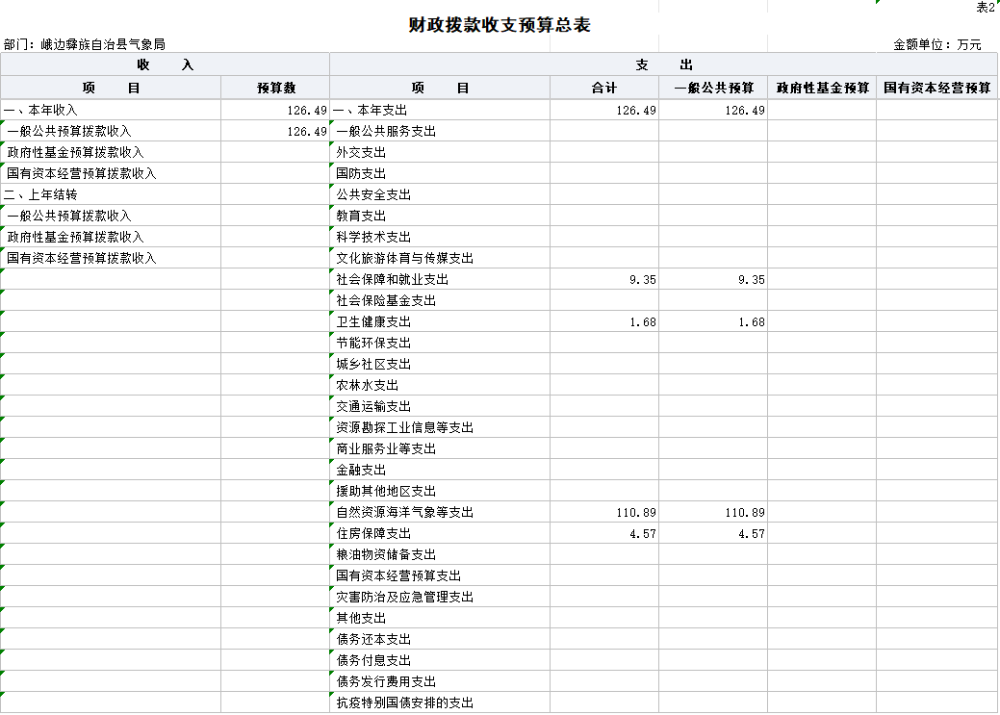 表2
财政拨款收支预算总表
部门：峨边彝族自治县气象局 金额单位：万元
收 入 支 出
项 目 预算数 项 目 合计 一般公共预算 政府性基金预算 国有资本经营预算
一、本年收入 126.49 一、本年支出 126.49 126.49
一般公共预算拨款收入 126.49 一般公共服务支出
政府性基金预算拨款收入 外交支出
国有资本经营预算拨款收入 国防支出
二、上年结转 公共安全支出
一般公共预算拨款收入 教育支出
政府性基金预算拨款收入 科学技术支出
国有资本经营预算拨款收入 文化旅游体育与传媒支出
社会保障和就业支出 9.35 9.35
社会保险基金支出
卫生健康支出 1.68 1.68
节能环保支出
城乡社区支出
农林水支出
交通运输支出
资源勘探工业信息等支出
商业服务业等支出
金融支出
援助其他地区支出
自然资源海洋气象等支出 110.89 110.89
住房保障支出 4.57 4.57
粮油物资储备支出
国有资本经营预算支出
灾害防治及应急管理支出
其他支出
债务还本支出
债务付息支出
债务发行费用支出
抗疫特别国债安排的支出